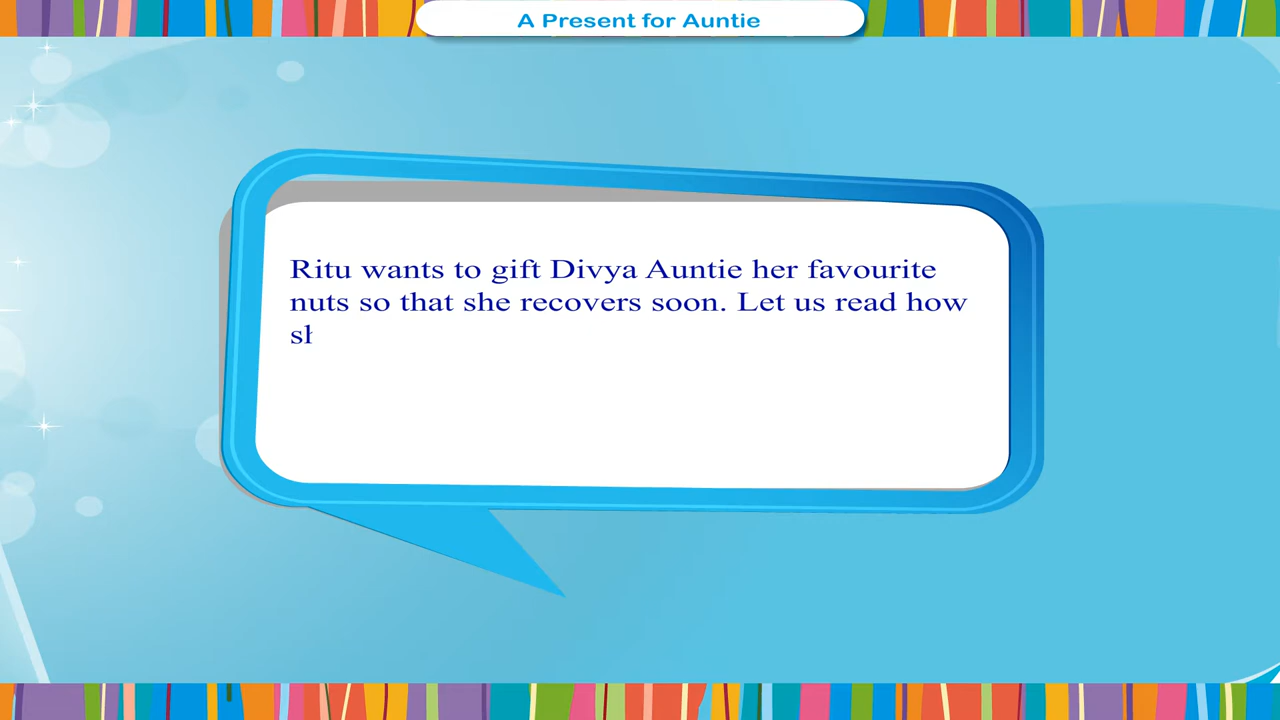 A Present for Auntie
Ritu wants to gift Divya Auntie her favourite
nuts so that she recovers soon. Let us read how